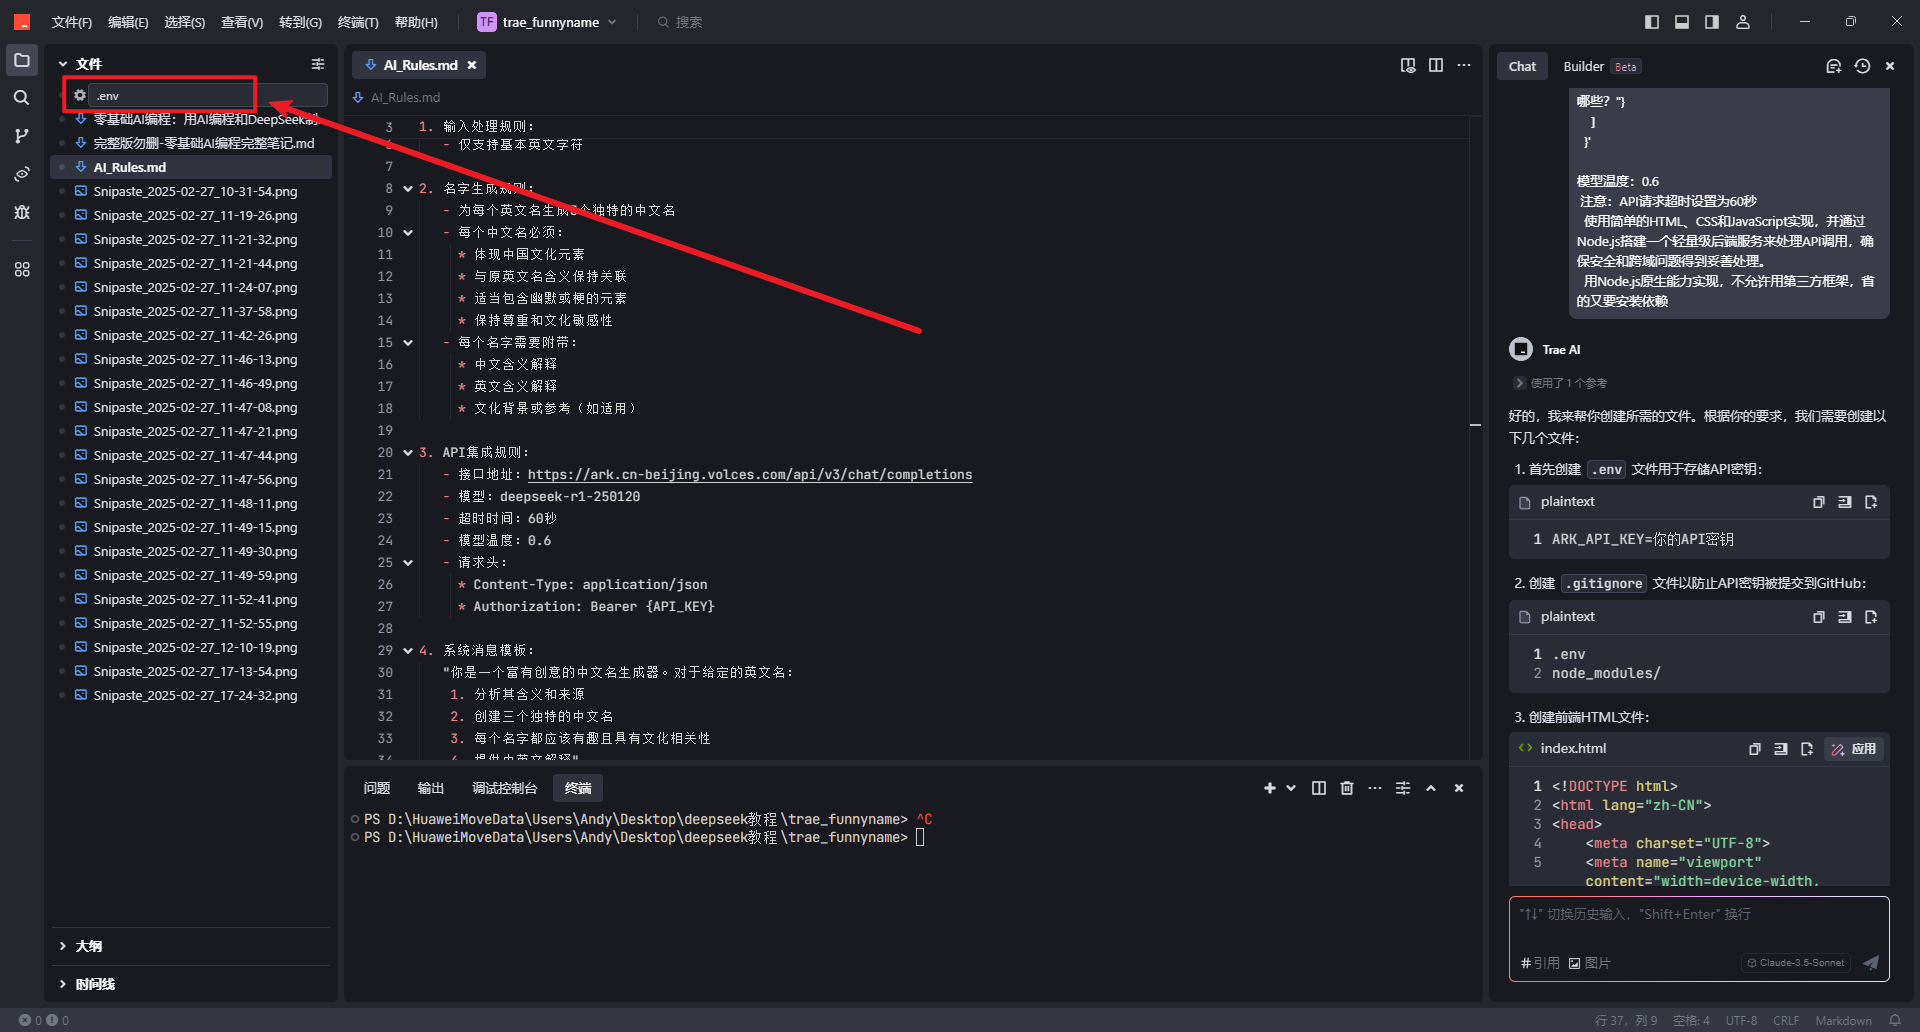 文件(F) 编辑(E) 选择(S) 查看(V) 转到(G) 终端(T) 帮助(H) TF trae_funnyname 搜索
文件
.env
零基础AI编程：用AI编程和DeepSeek制
完整版勿删-零基础AI编程完整笔记.md
AI_Rules.md
Snipaste_2025-02-27_10-31-54.png
Snipaste_2025-02-27_11-19-26.png
Snipaste_2025-02-27_11-21-32.png
Snipaste_2025-02-27_11-21-44.png
Snipaste_2025-02-27_11-24-07.png
Snipaste_2025-02-27_11-37-58.png
Snipaste_2025-02-27_11-42-26.png
Snipaste_2025-02-27_11-46-13.png
Snipaste_2025-02-27_11-46-49.png
Snipaste_2025-02-27_11-47-08.png
Snipaste_2025-02-27_11-47-21.png
Snipaste_2025-02-27_11-47-44.png
Snipaste_2025-02-27_11-47-56.png
Snipaste_2025-02-27_11-48-11.png
Snipaste_2025-02-27_11-49-15.png
Snipaste_2025-02-27_11-49-30.png
Snipaste_2025-02-27_11-49-59.png
Snipaste_2025-02-27_11-52-41.png
Snipaste_2025-02-27_11-52-55.png
Snipaste_2025-02-27_12-10-19.png
Snipaste_2025-02-27_17-13-54.png
Snipaste_2025-02-27_17-24-32.png
大纲
时间线
AI_Rules.md
AI_Rules.md
3 1. 输入处理规则:
- 仅支持基本英文字符
7
8 2. 名字生成规则:
9 - 为每个英文名生成3个独特的中文名
10 - 每个中文名必须:
11 * 体现中国文化元素
12 * 与原英文名含义保持关联
13 * 适当包含幽默或梗的元素
14 * 保持尊重和文化敏感性
15 - 每个名字需要附带:
16 * 中文含义解释
17 * 英文含义解释
18 * 文化背景或参考（如适用）
19
20 3. API集成规则:
21 - 接口地址: https://ark.cn-beijing.volces.com/api/v3/chat/completions
22 - 模型: deepseek-r1-250120
23 - 超时时间: 60秒
24 - 模型温度: 0.6
25 - 请求头:
26 * Content-Type: application/json
27 * Authorization: Bearer {API_KEY}
28
29 4. 系统消息模板:
30 "你是一个富有创意的中文名生成器。对于给定的英文名:
31 1. 分析其含义和来源
32 2. 创建三个独特的中文名
33 3. 每个名字都应该有趣且具有文化相关性
34 4. 提供中英文解释"
问题 输出 调试控制台 终端
PS D:\HuaweiMoveData\Users\Andy\Desktop\deepseek教程\trae_funnyname> ^C
PS D:\HuaweiMoveData\Users\Andy\Desktop\deepseek教程\trae_funnyname>
Chat Builder Beta
哪些？"}
]
}'
模型温度：0.6
注意：API请求超时设置为60秒
使用简单的HTML、CSS和JavaScript实现，并通过
Node.js搭建一个轻量级后端服务来处理API调用，确
保安全和跨域问题得到妥善处理。
用Node.js原生能力实现，不允许用第三方框架，省
的又要安装依赖
Trae AI
使用了 1 个参考
好的，我来帮你创建所需的文件。根据你的要求，我们需要创建以
下几个文件：
1. 首先创建 .env 文件用于存储API密钥：
plaintext
1 ARK_API_KEY=你的API密钥
2. 创建 .gitignore 文件以防止API密钥被提交到GitHub：
plaintext
1 .env
2 node_modules/
3. 创建前端HTML文件：
index.html 应用
1 <!DOCTYPE html>
2 <html lang="zh-CN">
3 <head>
4 <meta charset="UTF-8">
5 <meta name="viewport"
content="width=device-width,
"↑↓" 切换历史输入，"Shift+Enter" 换行
引用 图片 Claude-3.5-Sonnet
0 0 行 37，列 9 空格: 4 UTF-8 CRLF Markdown